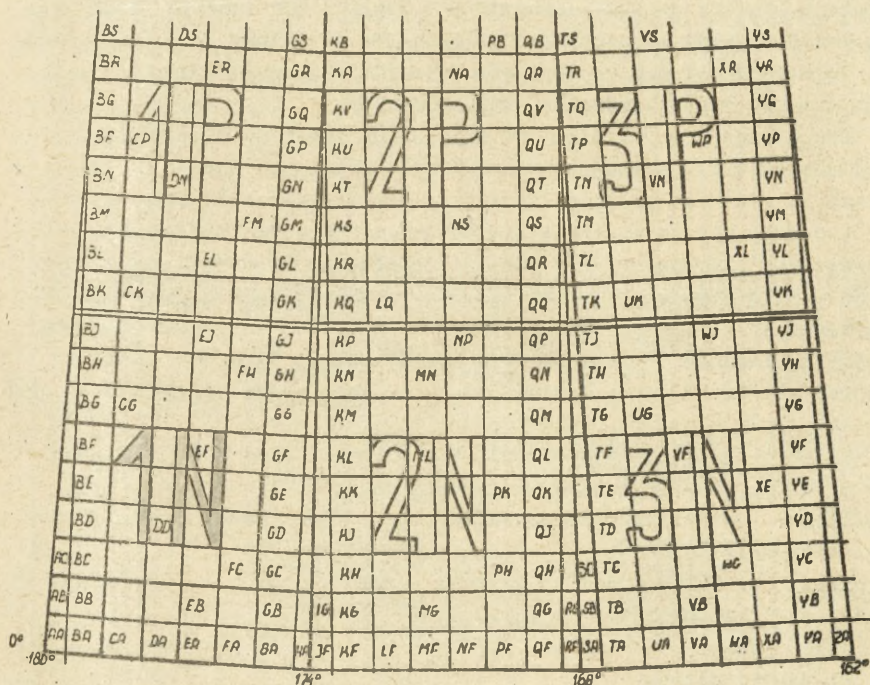 BS DS GS KB PB QB TS VS YS
BR ER GR KA NA QA TR XR YR
BG GQ KV QV TQ YG
1P 2P 3P
BF CP GP KU QU TP WP YP
BN DN GN KT QT TN VN YN
BM FM GM KS NS QS TM YM
BL EL GL KR QR TL XL YL
BK CK GK KQ LQ QQ TK UK YK
BJ EJ GJ KP NP QP TJ WJ YJ
BH FH GH KN MN QN TH YH
BG CG GG KM QM TG UG YG
BF EF GF KL ML QL TF VF YF
1N 2N 3N
BE GE KK PK QK TE XE YE
BD DD GD KJ QJ TD YD
AC BC FC GC KH PH QH SC TC WC YC
AB BB EB GB JG KG MG QG RG SB TB VB YB
0° AA BA CA DA EA FA BA HA JF KF LF MF NF PF QF RF SA TA UA VA WA XA YA ZA
-180° 174° 168° 162°